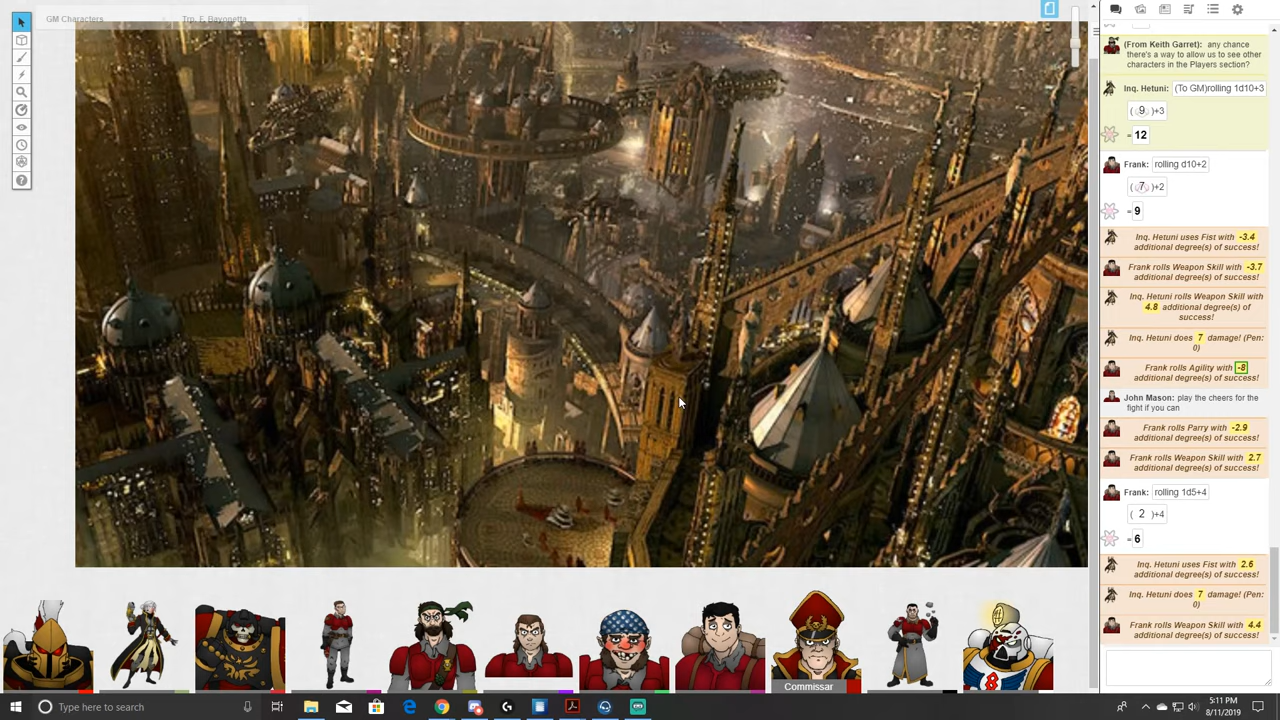 GM Characters
Trp. F. Bayonetta
(From Keith Garret): any chance
there's a way to allow us to see other
characters in the Players section?
Inq. Hetuni: (To GM)rolling 1d10+3
( 9 )+3
= 12
Frank: rolling d10+2
( 7 )+2
= 9
Inq. Hetuni uses Fist with -3.4
additional degree(s) of success!
Frank rolls Weapon Skill with -3.7
additional degree(s) of success!
Inq. Hetuni rolls Weapon Skill with
4.8 additional degree(s) of
success!
Inq. Hetuni does 7 damage! (Pen:
0)
Frank rolls Agility with -8
additional degree(s) of success!
John Mason: play the cheers for the
fight if you can
Frank rolls Parry with -2.9
additional degree(s) of success!
Frank rolls Weapon Skill with 2.7
additional degree(s) of success!
Frank: rolling 1d5+4
( 2 )+4
= 6
Inq. Hetuni uses Fist with 2.6
additional degree(s) of success!
Inq. Hetuni does 7 damage! (Pen:
0)
Frank rolls Weapon Skill with 4.4
additional degree(s) of success!
Commissar
Type here to search
5:11 PM
8/11/2019